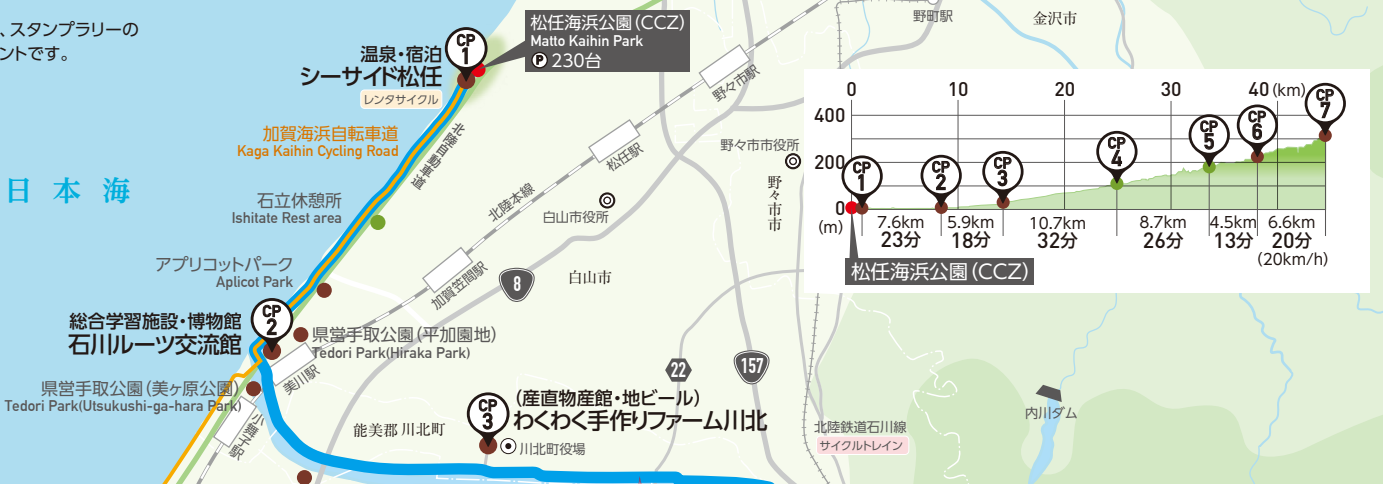 、スタンプラリーの
ントです。
温泉・宿泊
シーサイド松任
レンタサイクル
CP
1
松任海浜公園(CCZ)
Matto Kaihin Park
P 230台
加賀海浜自転車道
Kaga Kaihin Cycling Road
北陸自動車道
日本海
石立休憩所
Ishitate Rest area
アプリコットパーク
Aplicot Park
総合学習施設・博物館
石川ルーツ交流館
CP
2
県営手取公園(平加園地)
Tedori Park(Hiraka Park)
美川駅
県営手取公園(美ヶ原公園)
Tedori Park(Utsukushi-ga-hara Park)
小舞子駅
能美郡 川北町
CP
3
(産直物産館・地ビール)
わくわく手作りファーム川北
川北町役場
加賀笠間駅
北陸本線
松任駅
野々市駅
白山市役所
白山市
8
22
157
野々市市役所
野々市市
野町駅
金沢市
北陸鉄道石川線
サイクルトレイン
内川ダム
0 10 20 30 40 (km)
400
200
0
(m)
CP
1
CP
2
CP
3
CP
4
CP
5
CP
6
CP
7
7.6km 5.9km 10.7km 8.7km 4.5km 6.6km
23分 18分 32分 26分 13分 20分
(20km/h)
松任海浜公園(CCZ)